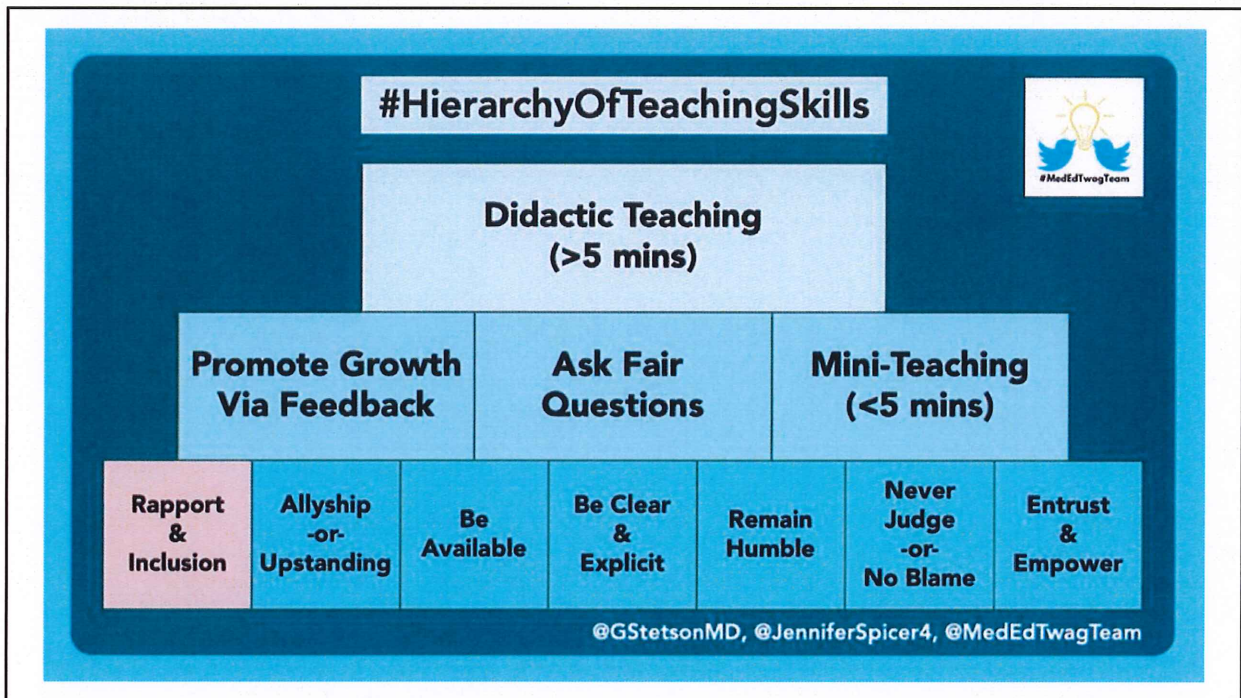 #HierarchyOfTeachingSkills
#MedEdTwagTeam
Didactic Teaching
(>5 mins)
Promote Growth
Via Feedback
Ask Fair
Questions
Mini-Teaching
(<5 mins)
Rapport
&
Inclusion
Allyship
-or-
Upstanding
Be
Available
Be Clear
&
Explicit
Remain
Humble
Never
Judge
-or-
No Blame
Entrust
&
Empower
@GStetsonMD, @JenniferSpicer4, @MedEdTwagTeam